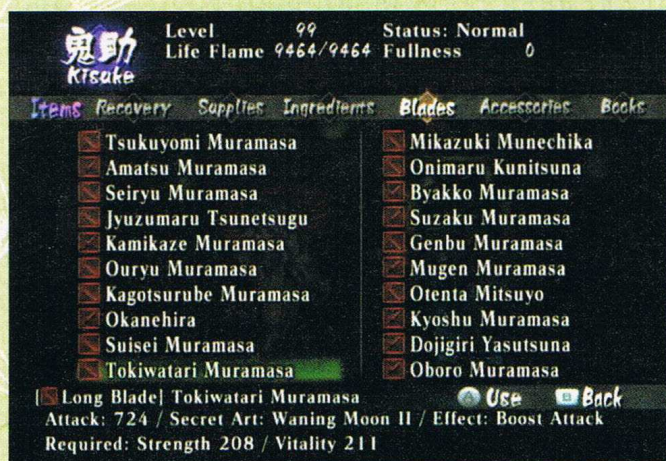 鬼助
Kisuke
Level 99 Status: Normal
Life Flame 9464/9464 Fullness 0
Items Recovery Supplies Ingredients Blades Accessories Books
Tsukuyomi Muramasa
Amatsu Muramasa
Seiryu Muramasa
Jyuzumaru Tsunetsugu
Kamikaze Muramasa
Ouryu Muramasa
Kagotsurube Muramasa
Okanehira
Suisei Muramasa
Tokiwatari Muramasa
Mikazuki Munechika
Onimaru Kunitsuna
Byakko Muramasa
Suzaku Muramasa
Genbu Muramasa
Mugen Muramasa
Otenta Mitsuyo
Kyoshu Muramasa
Dojigiri Yasutsuna
Oboro Muramasa
[Long Blade] Tokiwatari Muramasa A Use B Back
Attack: 724 / Secret Art: Waning Moon II / Effect: Boost Attack
Required: Strength 208 / Vitality 211